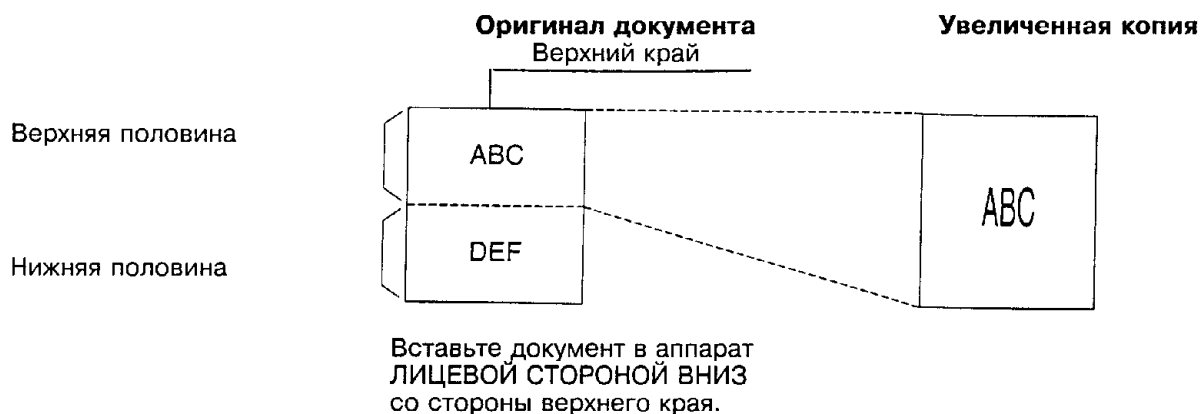 Оригинал документа
Увеличенная копия
Верхний край
Верхняя половина
ABC
ABC
Нижняя половина
DEF
Вставьте документ в аппарат
ЛИЦЕВОЙ СТОРОНОЙ ВНИЗ
со стороны верхнего края.